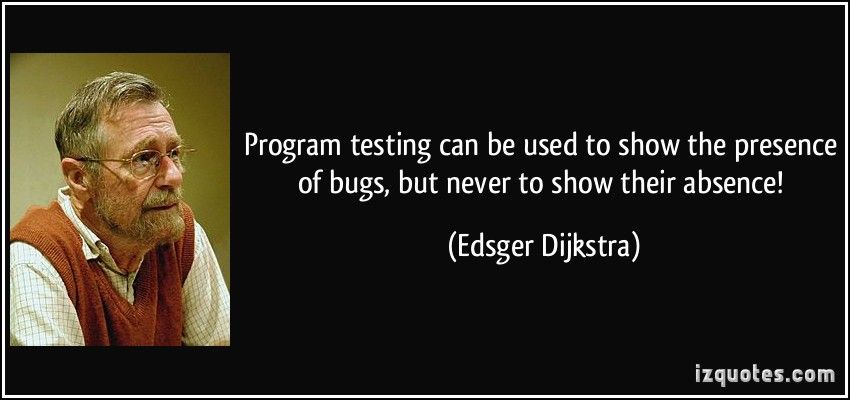 Program testing can be used to show the presence
of bugs, but never to show their absence!
(Edsger Dijkstra)
izquotes.com